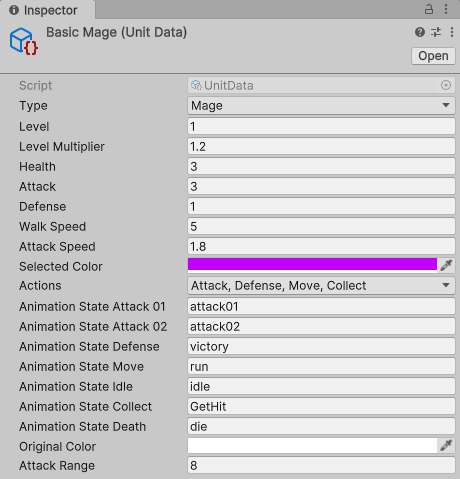 Inspector
Basic Mage (Unit Data)
Open
Script UnitData
Type Mage
Level 1
Level Multiplier 1.2
Health 3
Attack 3
Defense 1
Walk Speed 5
Attack Speed 1.8
Selected Color
Actions Attack, Defense, Move, Collect
Animation State Attack 01 attack01
Animation State Attack 02 attack02
Animation State Defense victory
Animation State Move run
Animation State Idle idle
Animation State Collect GetHit
Animation State Death die
Original Color
Attack Range 8